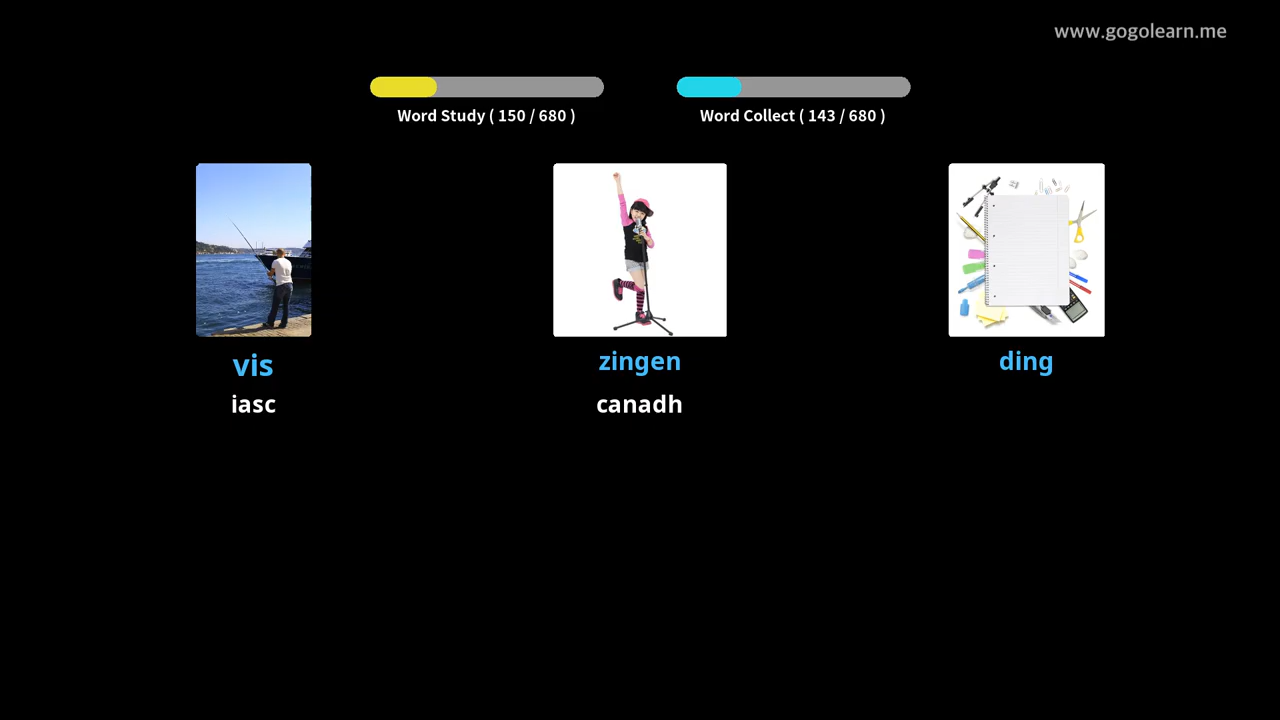 www.gogolearn.me
Word Study ( 150 / 680 )
Word Collect ( 143 / 680 )
vis
zingen
ding
iasc
canadh